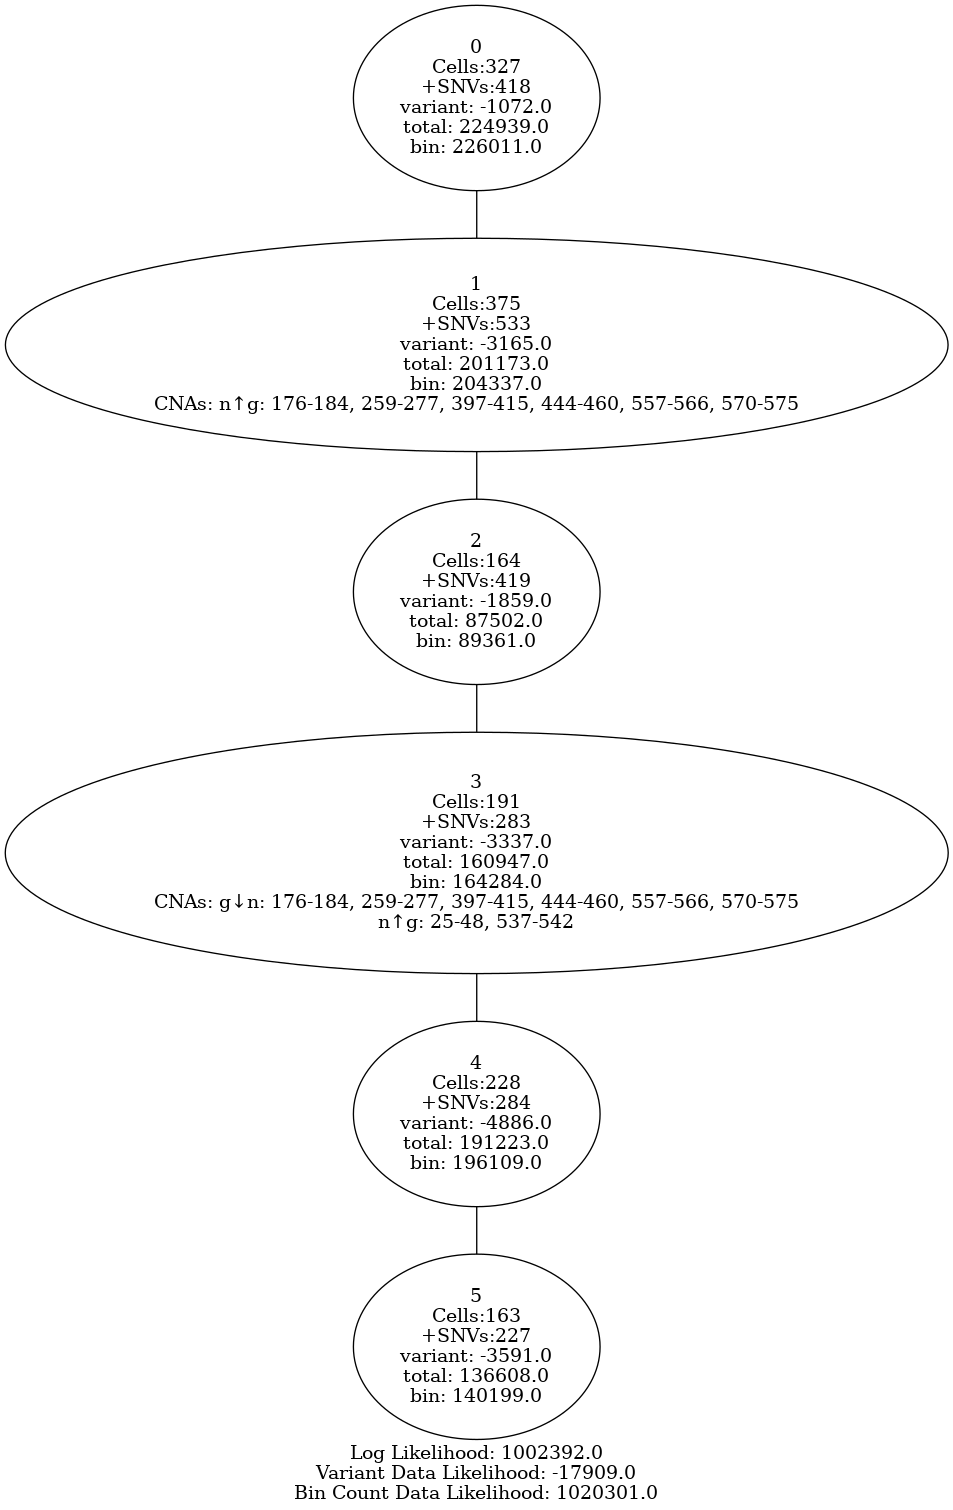 0
Cells:327
+SNVs:418
variant: -1072.0
total: 224939.0
bin: 226011.0
1
Cells:375
+SNVs:533
variant: -3165.0
total: 201173.0
bin: 204337.0
CNAs: n↑g: 176-184, 259-277, 397-415, 444-460, 557-566, 570-575
2
Cells:164
+SNVs:419
variant: -1859.0
total: 87502.0
bin: 89361.0
3
Cells:191
+SNVs:283
variant: -3337.0
total: 160947.0
bin: 164284.0
CNAs: g↓n: 176-184, 259-277, 397-415, 444-460, 557-566, 570-575
n↑g: 25-48, 537-542
4
Cells:228
+SNVs:284
variant: -4886.0
total: 191223.0
bin: 196109.0
5
Cells:163
+SNVs:227
variant: -3591.0
total: 136608.0
bin: 140199.0
Log Likelihood: 1002392.0
Variant Data Likelihood: -17909.0
Bin Count Data Likelihood: 1020301.0